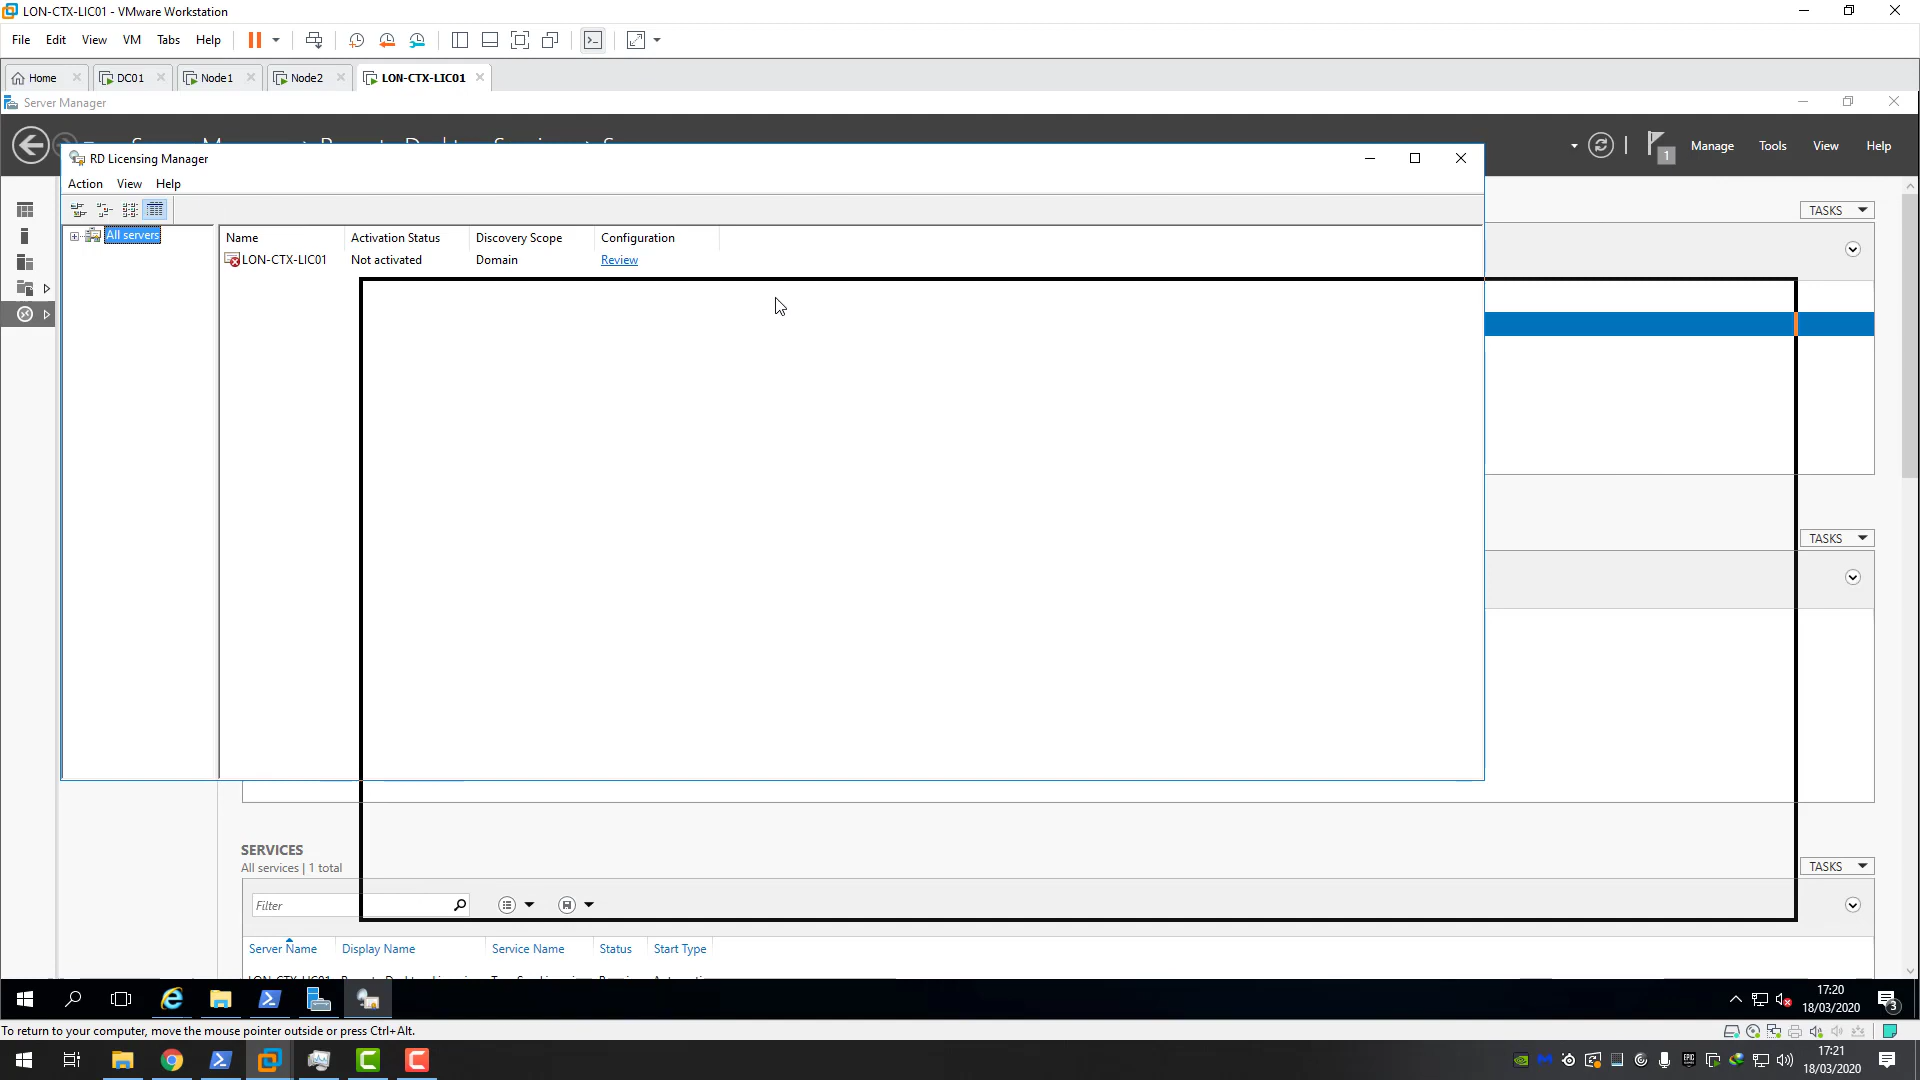 LON-CTX-LIC01 - VMware Workstation
File Edit View VM Tabs Help
Home DC01 Node1 Node2 LON-CTX-LIC01
Server Manager
1 Manage Tools View Help
RD Licensing Manager
Action View Help
TASKS
All servers
Name Activation Status Discovery Scope Configuration
LON-CTX-LIC01 Not activated Domain Review
TASKS
SERVICES
All services | 1 total
TASKS
Filter
Server Name Display Name Service Name Status Start Type
17:20
18/03/2020
3
To return to your computer, move the mouse pointer outside or press Ctrl+Alt.
17:21
18/03/2020